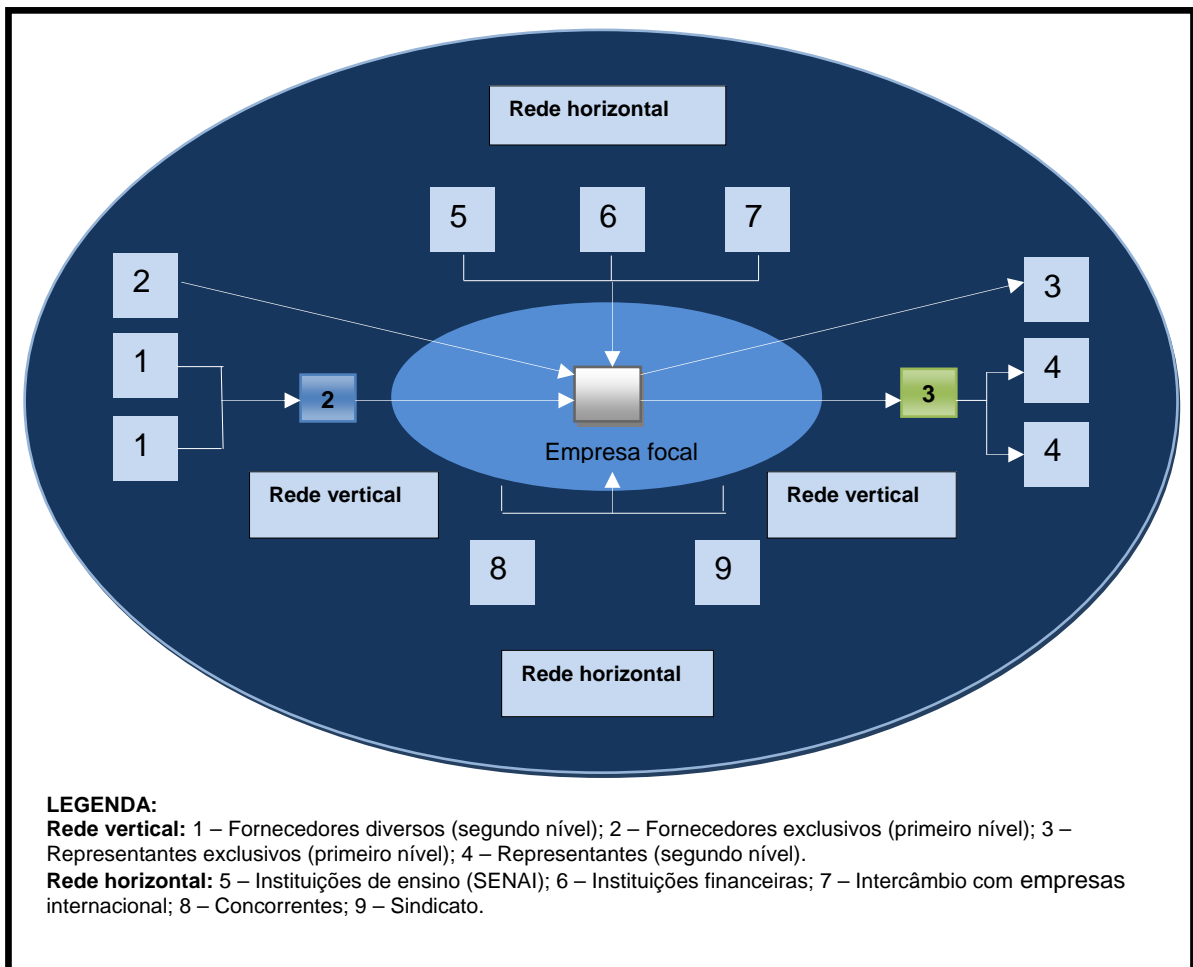 Rede horizontal
5 6 7
2
3
1
4
2
3
Empresa focal
1
4
Rede vertical
Rede vertical
8 9
Rede horizontal
LEGENDA:
Rede vertical: 1 – Fornecedores diversos (segundo nível); 2 – Fornecedores exclusivos (primeiro nível); 3 –
Representantes exclusivos (primeiro nível); 4 – Representantes (segundo nível).
Rede horizontal: 5 – Instituições de ensino (SENAI); 6 – Instituições financeiras; 7 – Intercâmbio com empresas
internacional; 8 – Concorrentes; 9 – Sindicato.